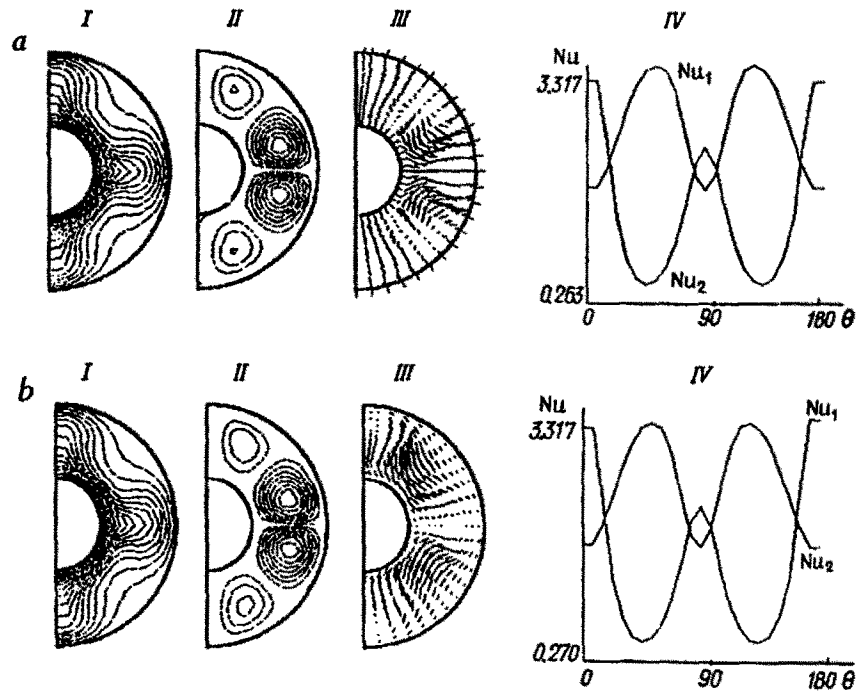 I II III IV
a
Nu
3,317
Nu₁
Nu₂
0,263
0 90 180 θ
I II III IV
b
Nu
3,317
Nu₁
Nu₂
0,270
0 90 180 θ